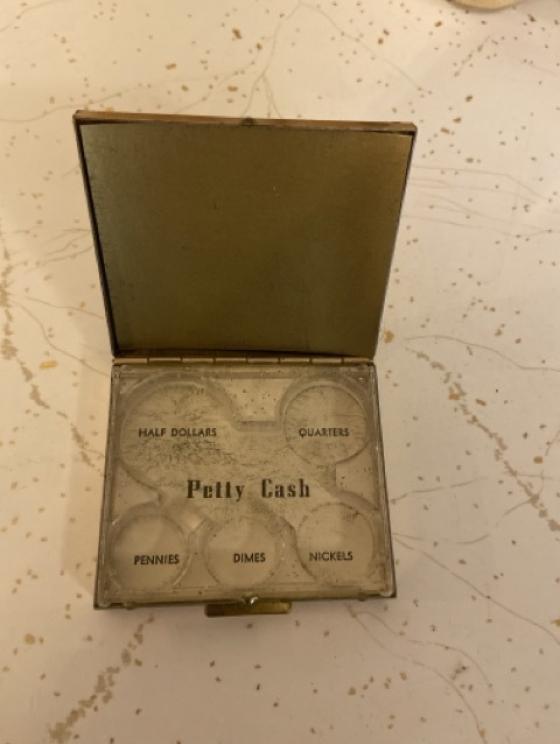 HALF DOLLARS QUARTERS
Petty Cash
PENNIES DIMES NICKELS